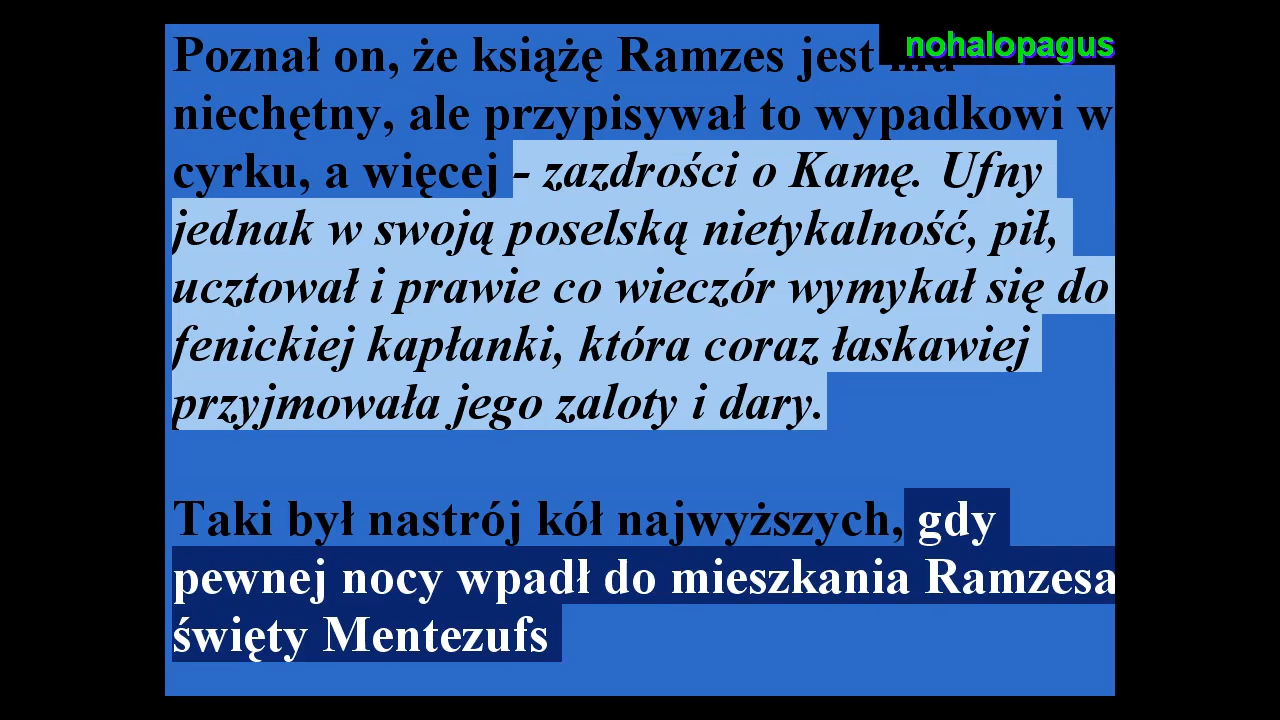 nohalopagus
Poznał on, że książę Ramzes jest
niechętny, ale przypisywał to wypadkowi w
cyrku, a więcej - zazdrości o Kamę. Ufny
jednak w swoją poselską nietykalność, pił,
ucztował i prawie co wieczór wymykał się do
fenickiej kapłanki, która coraz łaskawiej
przyjmowała jego zaloty i dary.
Taki był nastrój kół najwyższych, gdy
pewnej nocy wpadł do mieszkania Ramzesa
święty Mentezufs